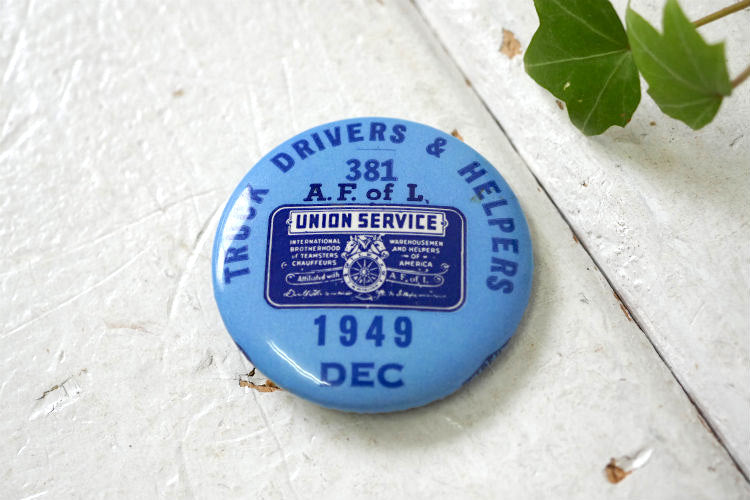 TRUCK DRIVERS & HELPERS
381
A. F. of L.
UNION SERVICE
INTERNATIONAL
BROTHERHOOD
of TEAMSTERS
CHAUFFEURS
WAREHOUSEMEN
AND HELPERS
-OF-
AMERICA
Affiliated with A. F. of L.
1949
DEC